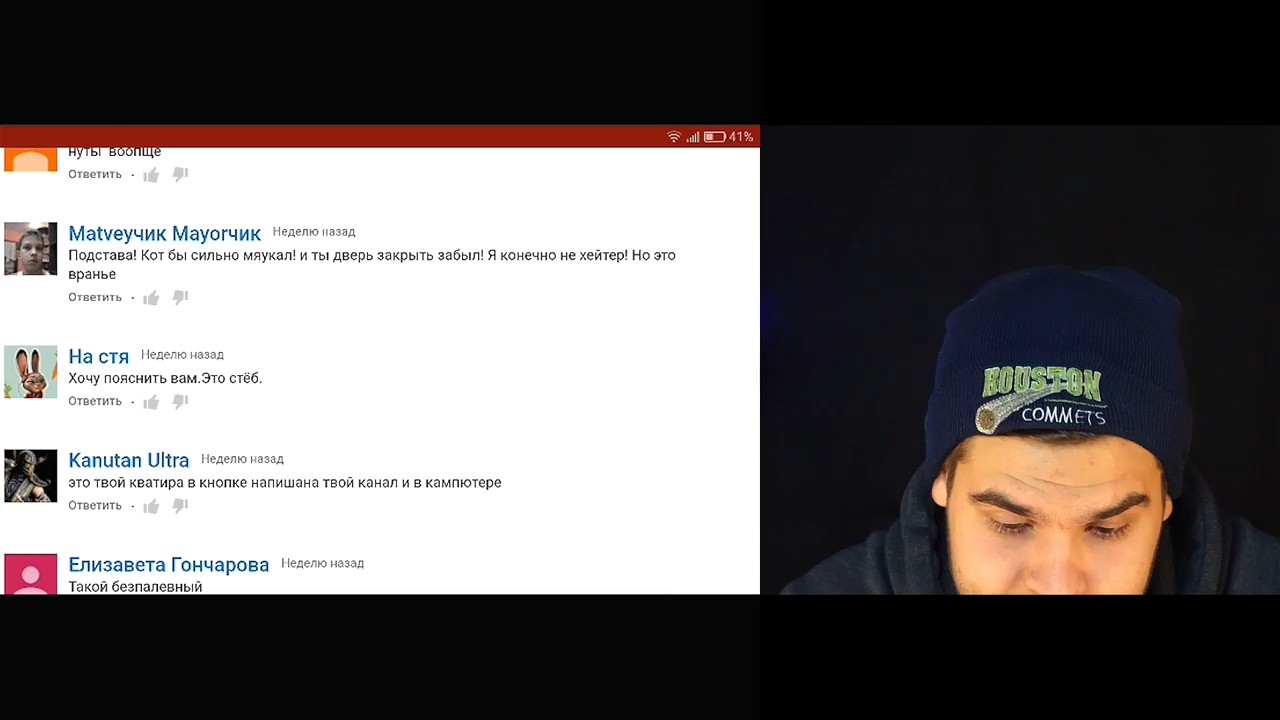 41%
нуты воопще
Ответить ·
Matveyчик Mayorчик Неделю назад
Подстава! Кот бы сильно мяукал! и ты дверь закрыть забыл! Я конечно не хейтер! Но это
вранье
Ответить ·
На стя Неделю назад
Хочу пояснить вам.Это стёб.
Ответить ·
Kanutan Ultra Неделю назад
это твой кватира в кнопке напишана твой канал и в кампютере
Ответить ·
Елизавета Гончарова Неделю назад
Такой безпалевный
HOUSTON
COMMETS